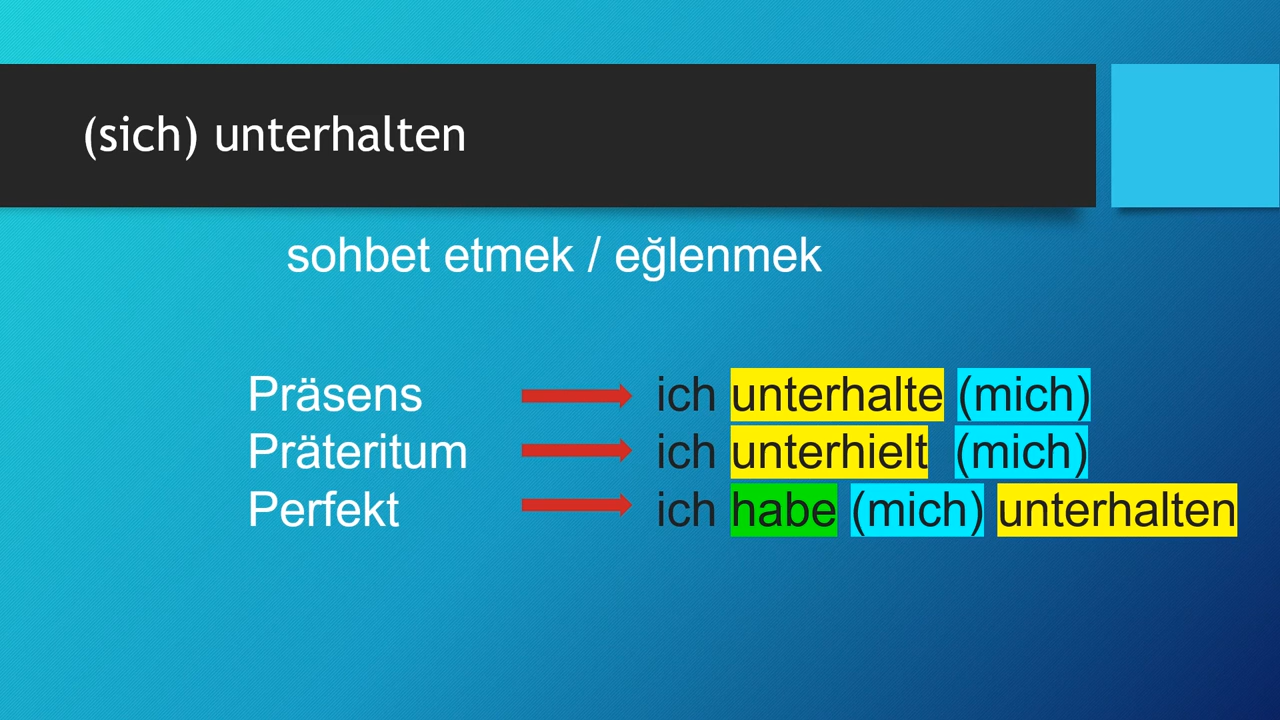 (sich) unterhalten
sohbet etmek / eğlenmek
Präsens ich unterhalte (mich)
Präteritum ich unterhielt (mich)
Perfekt ich habe (mich) unterhalten